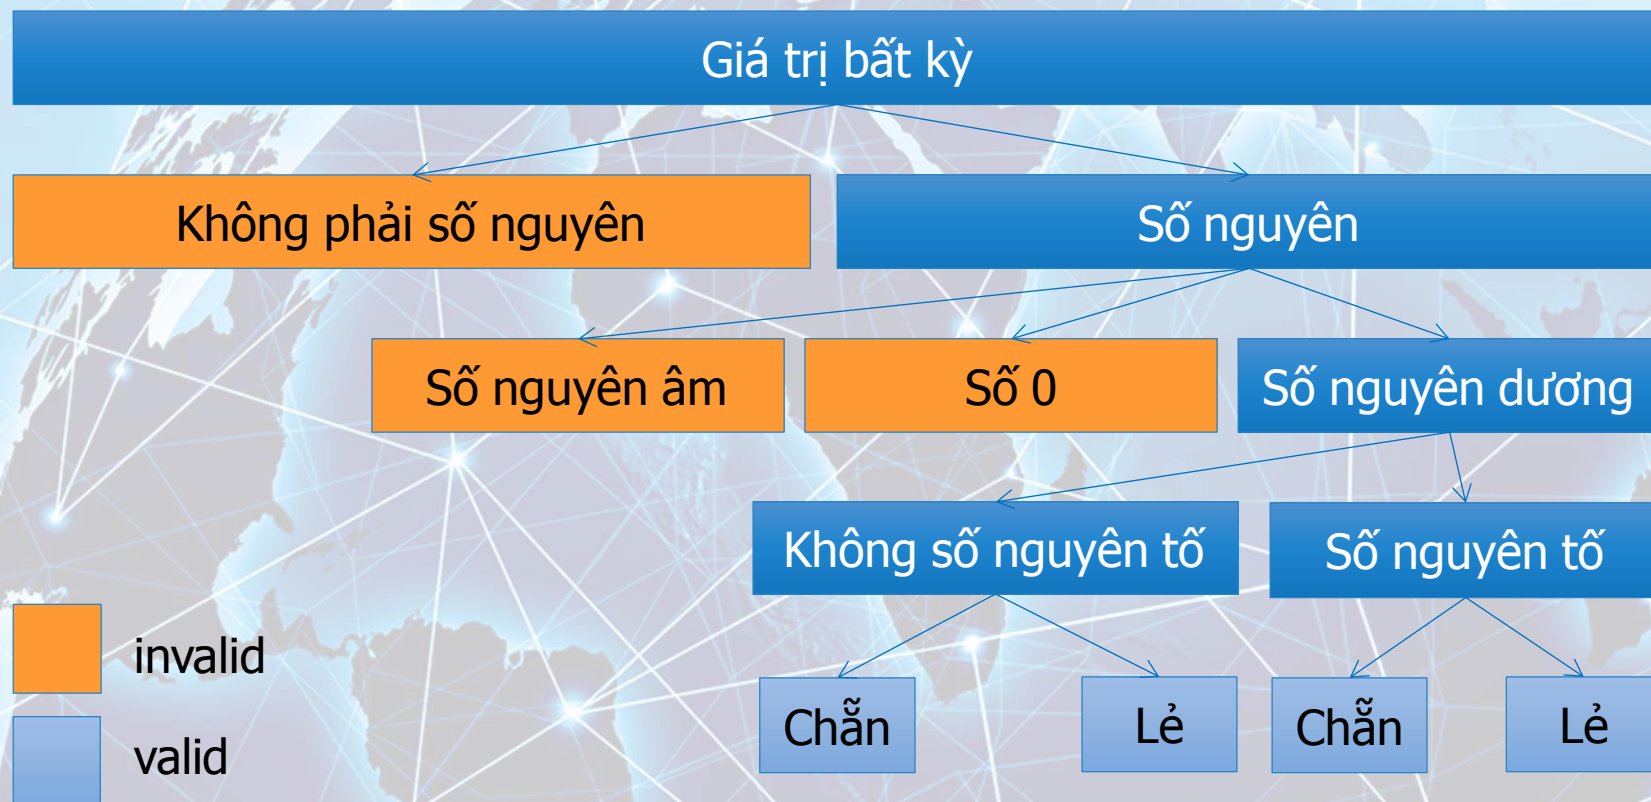 Giá trị bất kỳ
Không phải số nguyên
Số nguyên
Số nguyên âm
Số 0
Số nguyên dương
Không số nguyên tố
Số nguyên tố
Chẵn
Lẻ
Chẵn
Lẻ
invalid
valid